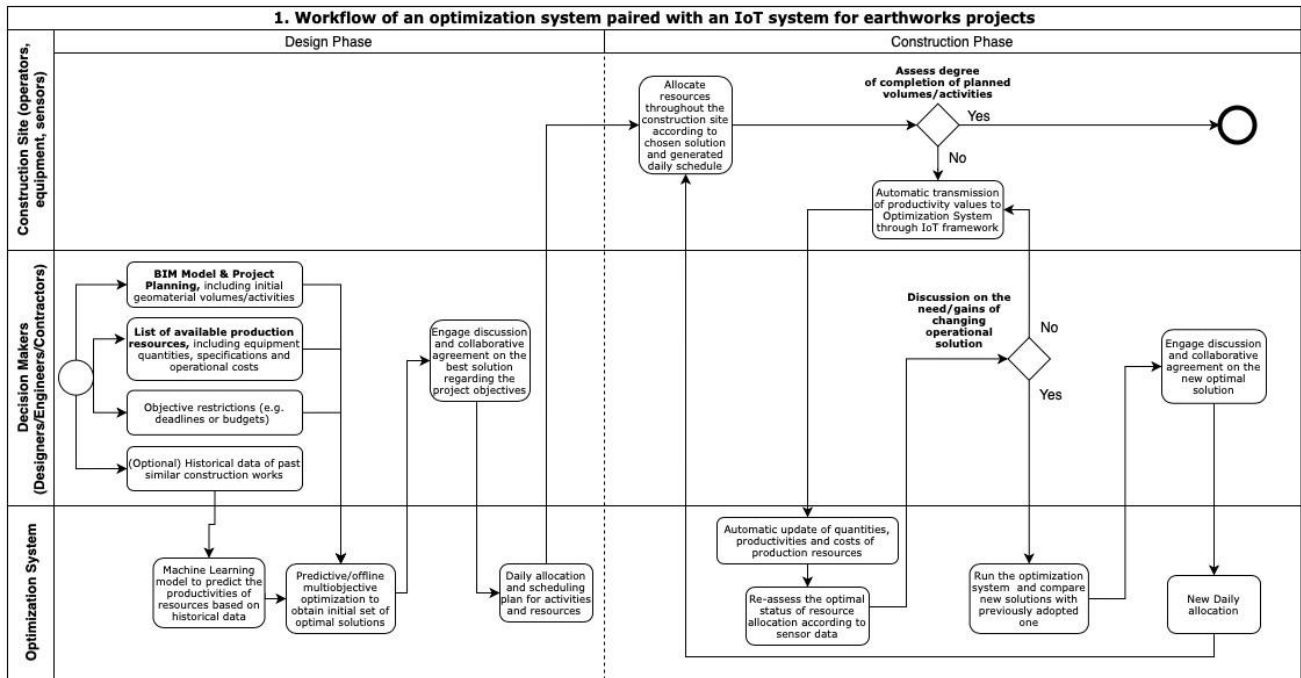 1. Workflow of an optimization system paired with an IoT system for earthworks projects
Design Phase
Construction Phase
Construction Site (operators,
equipment, sensors)
Allocate
resources
throughout the
construction site
according to
chosen solution
and generated
daily schedule
Assess degree
of completion of planned
volumes/activities
Yes
No
Automatic transmission
of productivity values to
Optimization System
through IoT framework
Decision Makers
(Designers/Engineers/Contractors)
BIM Model & Project
Planning, including initial
geomaterial volumes/activities
List of available production
resources, including equipment
quantities, specifications and
operational costs
Objective restrictions (e.g.
deadlines or budgets)
(Optional) Historical data of past
similar construction works
Engage discussion
and collaborative
agreement on the
best solution
regarding the
project objectives
Discussion on the
need/gains of
changing
operational
solution
No
Yes
Engage discussion
and collaborative
agreement on the
new optimal
solution
Optimization System
Machine Learning
model to predict the
productivities of
resources based on
historical data
Predictive/offline
multiobjective
optimization to
obtain initial set of
optimal solutions
Daily allocation
and scheduling
plan for activities
and resources
Automatic update of quantities,
productivities and costs of
production resources
Re-assess the optimal
status of resource
allocation according to
sensor data
Run the optimization
system and compare
new solutions with
previously adopted
one
New Daily
allocation